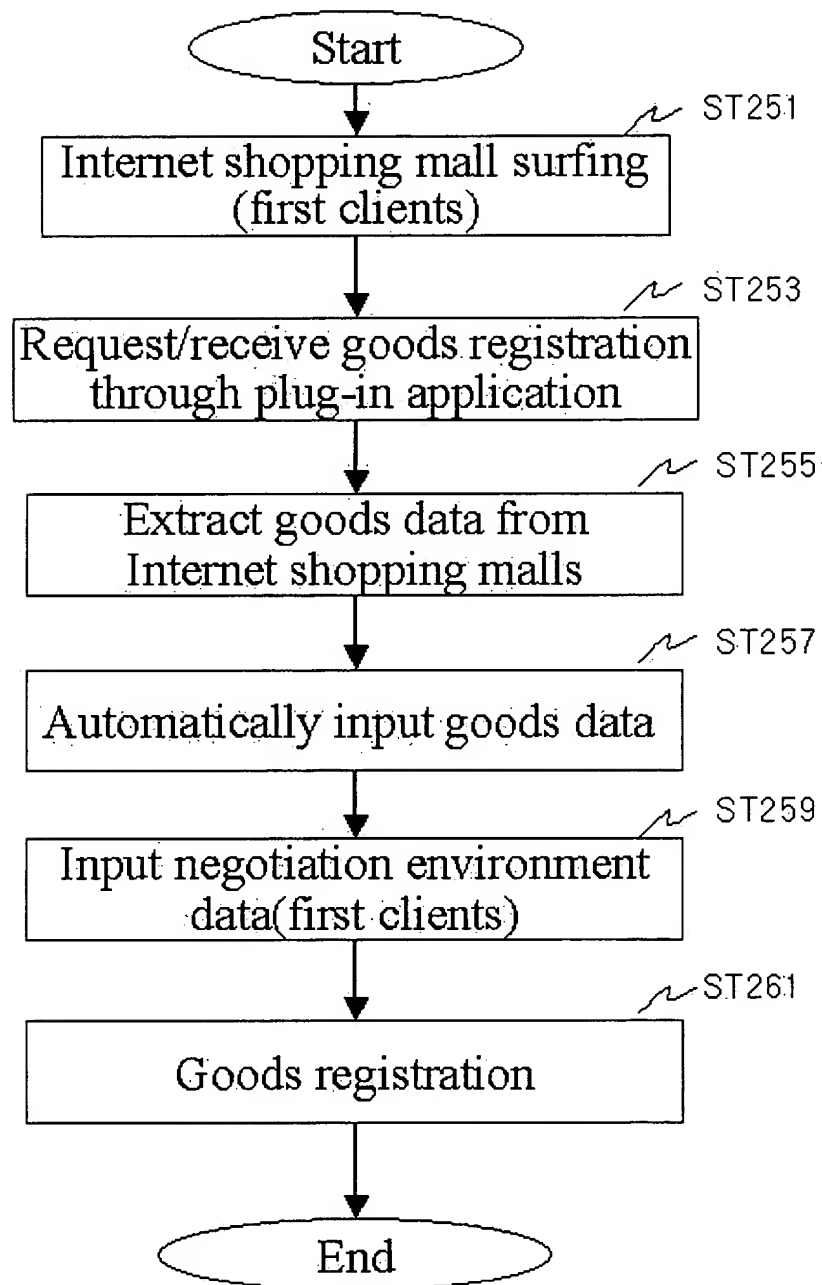 Start
ST251
Internet shopping mall surfing
(first clients)
ST253
Request/receive goods registration
through plug-in application
ST255
Extract goods data from
Internet shopping malls
ST257
Automatically input goods data
ST259
Input negotiation environment
data(first clients)
ST261
Goods registration
End